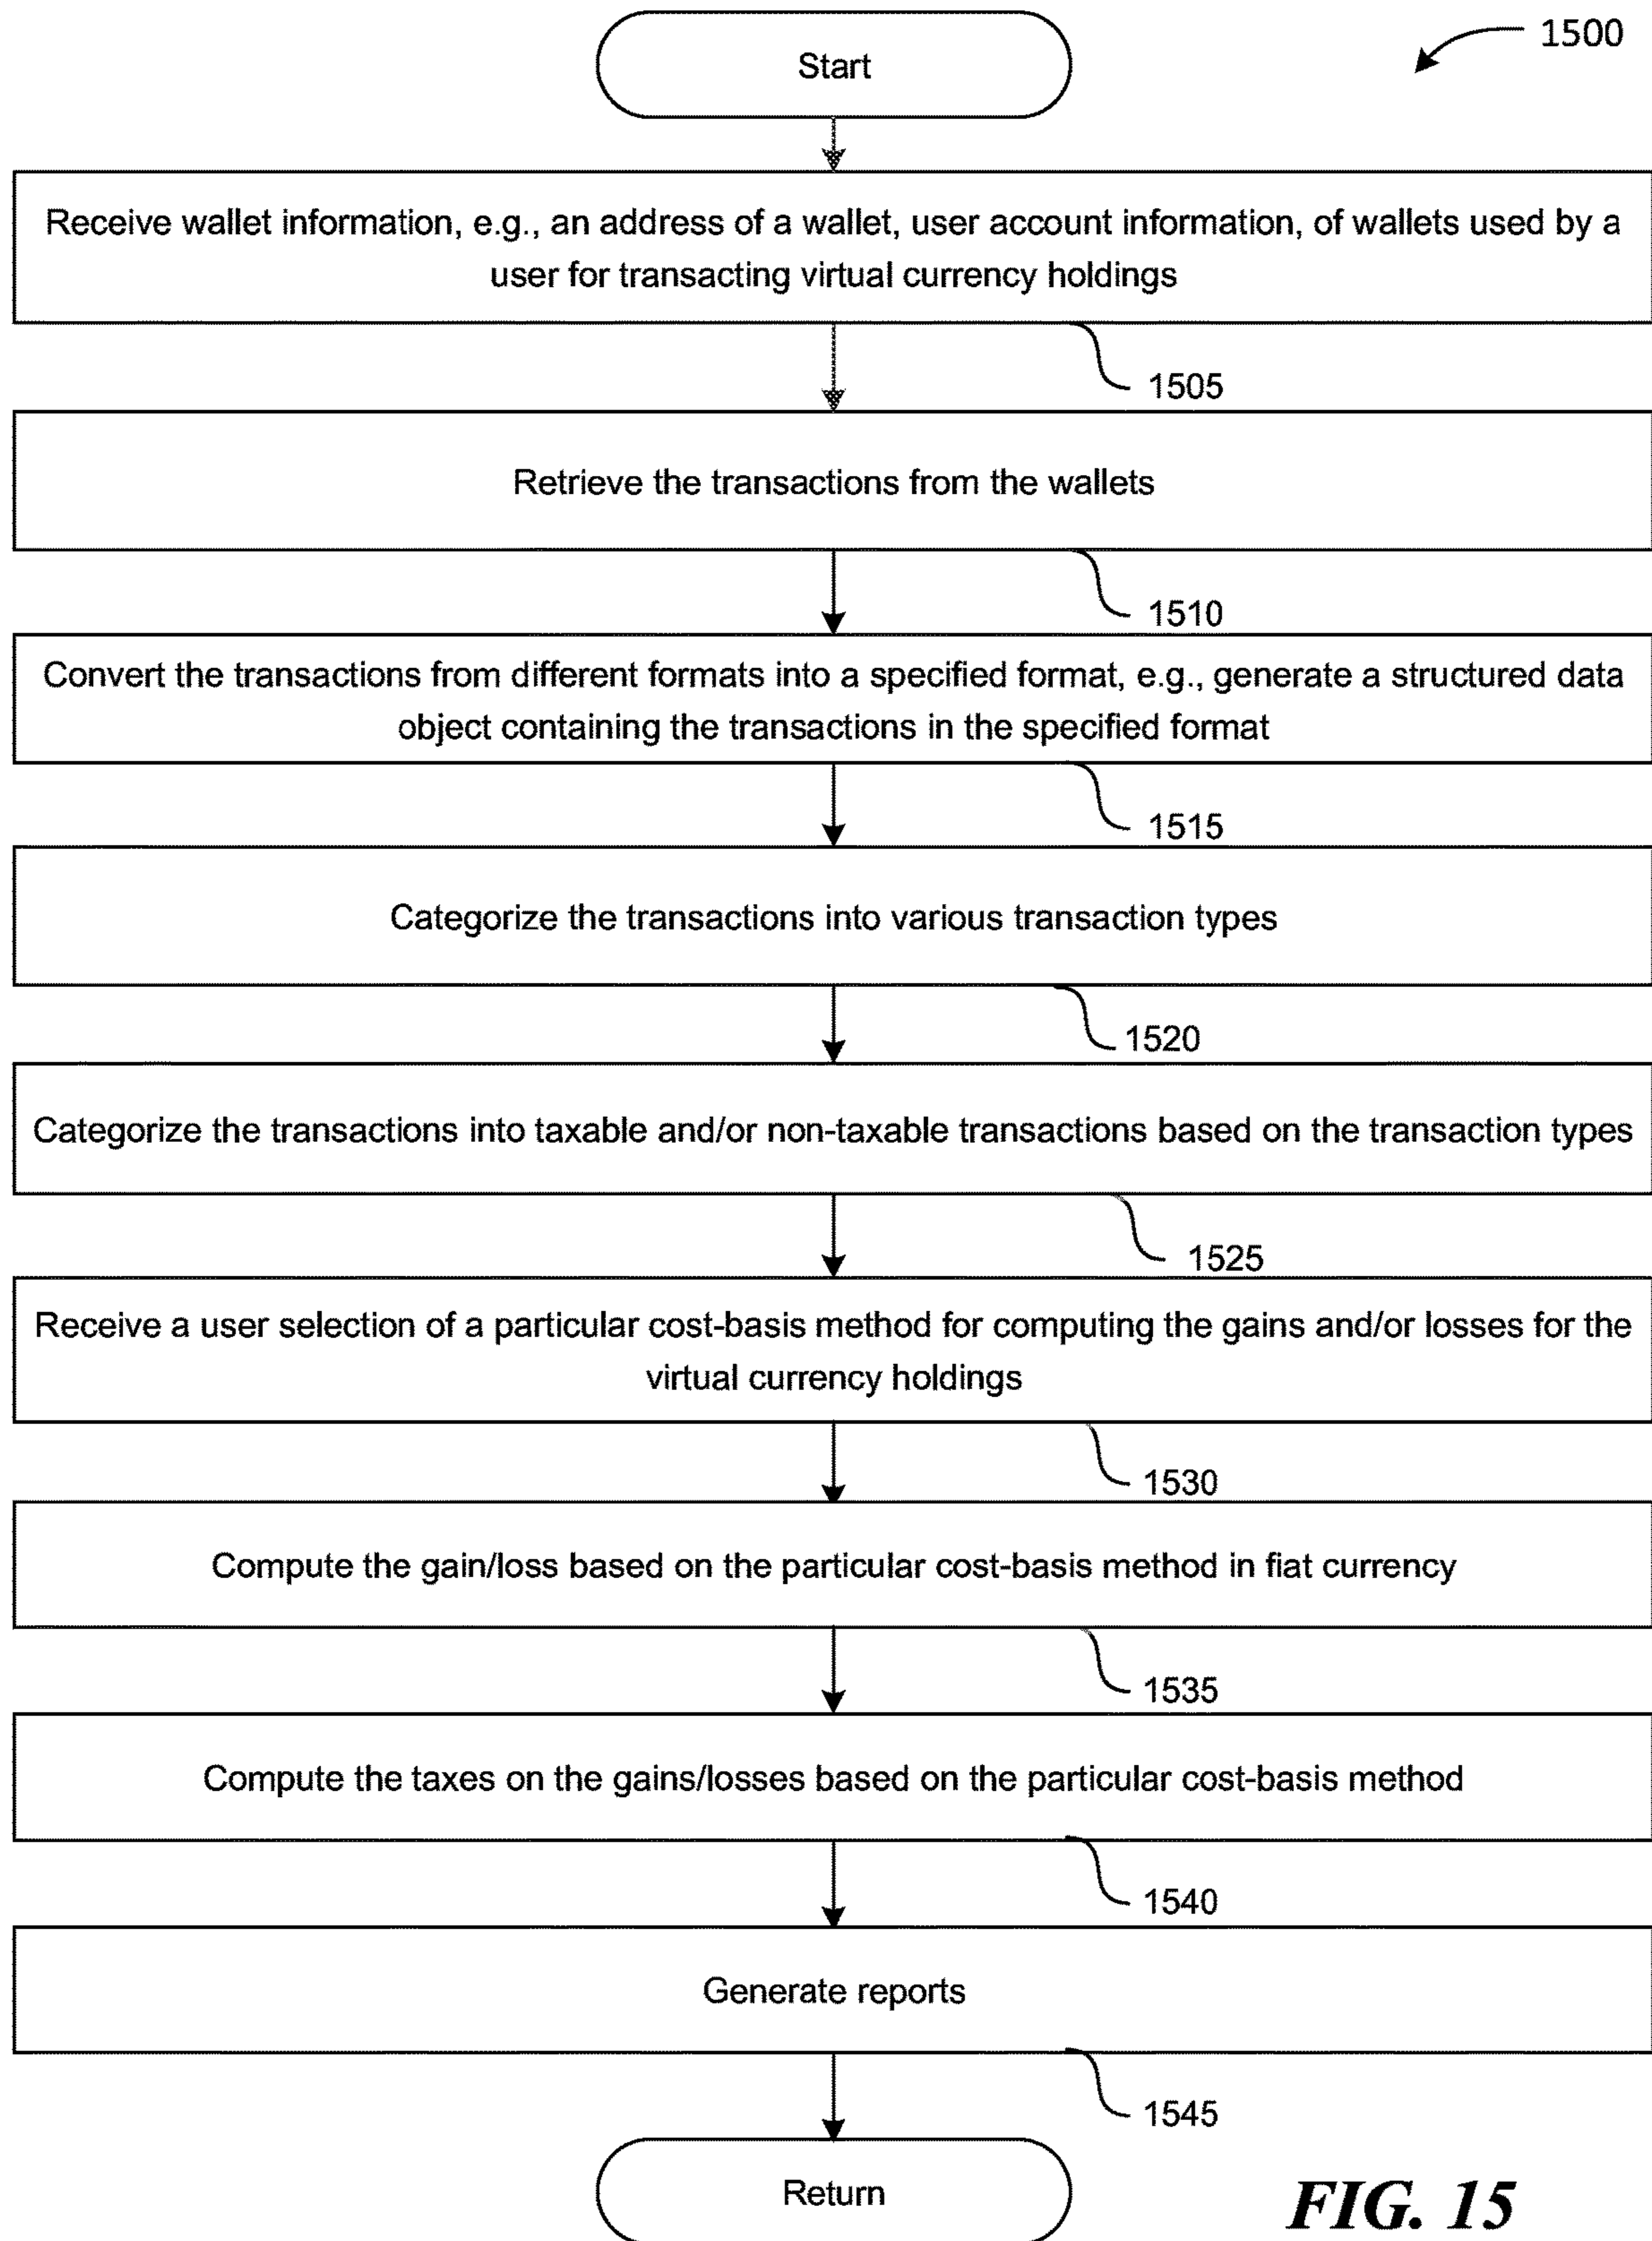 1500
Start
Receive wallet information, e.g., an address of a wallet, user account information, of wallets used by a
user for transacting virtual currency holdings
1505
Retrieve the transactions from the wallets
1510
Convert the transactions from different formats into a specified format, e.g., generate a structured data
object containing the transactions in the specified format
1515
Categorize the transactions into various transaction types
1520
Categorize the transactions into taxable and/or non-taxable transactions based on the transaction types
1525
Receive a user selection of a particular cost-basis method for computing the gains and/or losses for the
virtual currency holdings
1530
Compute the gain/loss based on the particular cost-basis method in fiat currency
1535
Compute the taxes on the gains/losses based on the particular cost-basis method
1540
Generate reports
1545
Return
FIG. 15